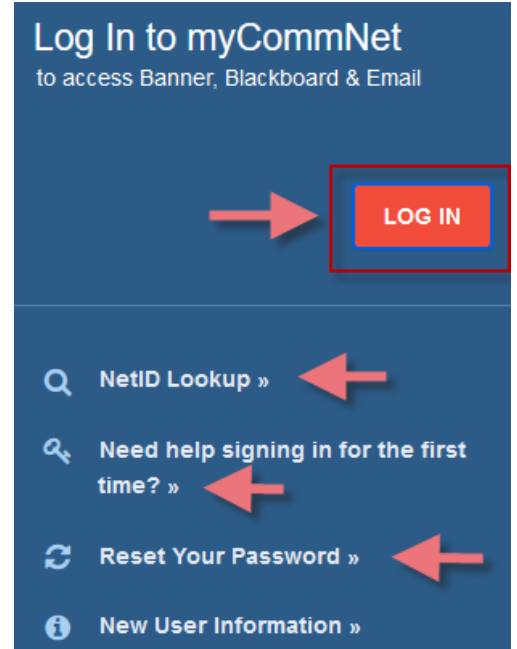 Log In to myCommNet
to access Banner, Blackboard & Email
LOG IN
NetID Lookup »
Need help signing in for the first
time? »
Reset Your Password »
New User Information »